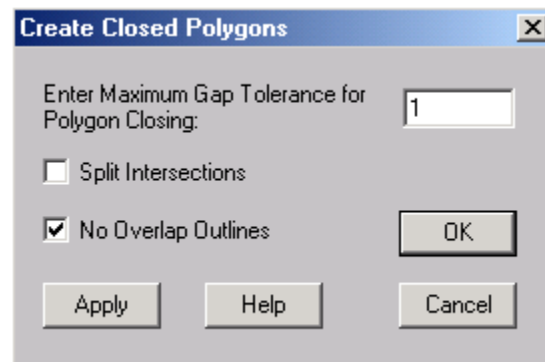 Create Closed Polygons
Enter Maximum Gap Tolerance for
Polygon Closing:
1
Split Intersections
No Overlap Outlines
OK
Apply
Help
Cancel